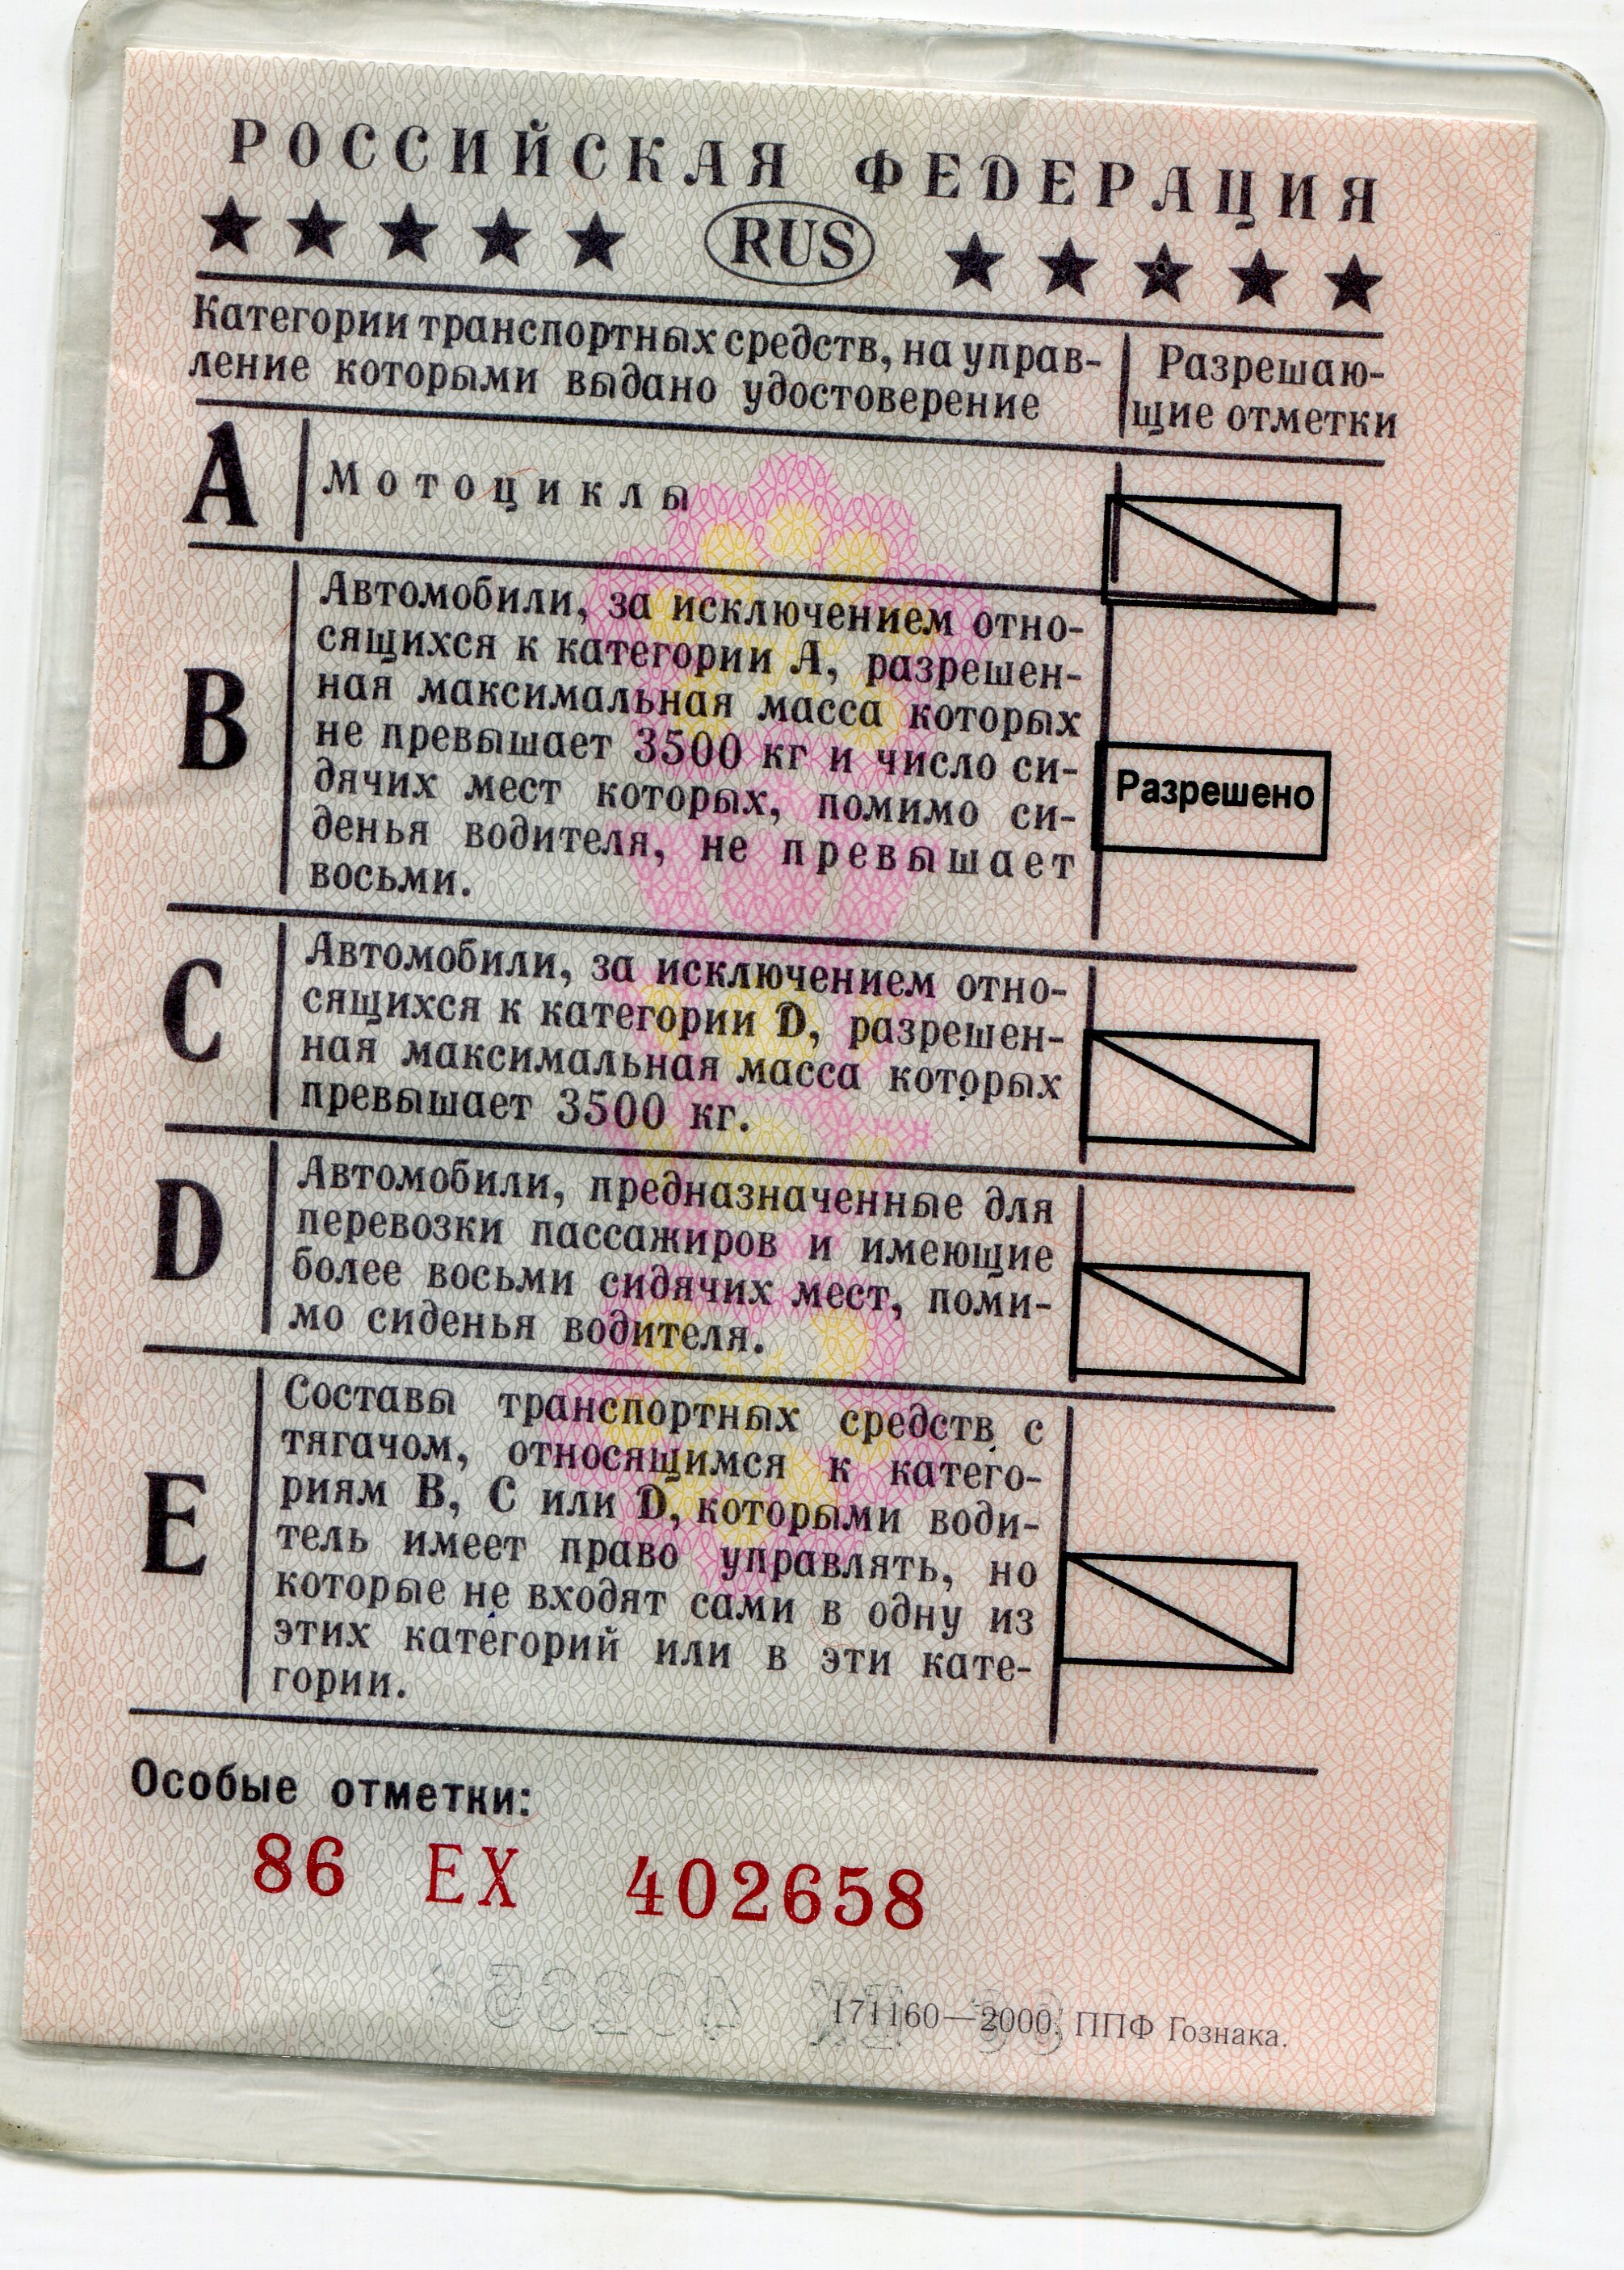 РОССИЙСКАЯ ФЕДЕРАЦИЯ
★★★★★ RUS ★★★★★
Категории транспортных средств, на управ-
ление которыми выдано удостоверение
Разрешаю-
щие отметки
A
Мотоциклы
B
Автомобили, за исключением отно-
сящихся к категории А, разрешен-
ная максимальная масса которых
не превышает 3500 кг и число си-
дячих мест которых, помимо си-
денья водителя, не превышает
восьми.
Разрешено
C
Автомобили, за исключением отно-
сящихся к категории D, разрешен-
ная максимальная масса которых
превышает 3500 кг.
D
Автомобили, предназначенные для
перевозки пассажиров и имеющие
более восьми сидячих мест, поми-
мо сиденья водителя.
E
Составы транспортных средств с
тягачом, относящимся к катего-
риям B, C или D, которыми води-
тель имеет право управлять, но
которые не входят сами в одну из
этих категорий или в эти кате-
гории.
Особые отметки:
86 ЕХ 402658
171160—2000, ППФ Гознака.